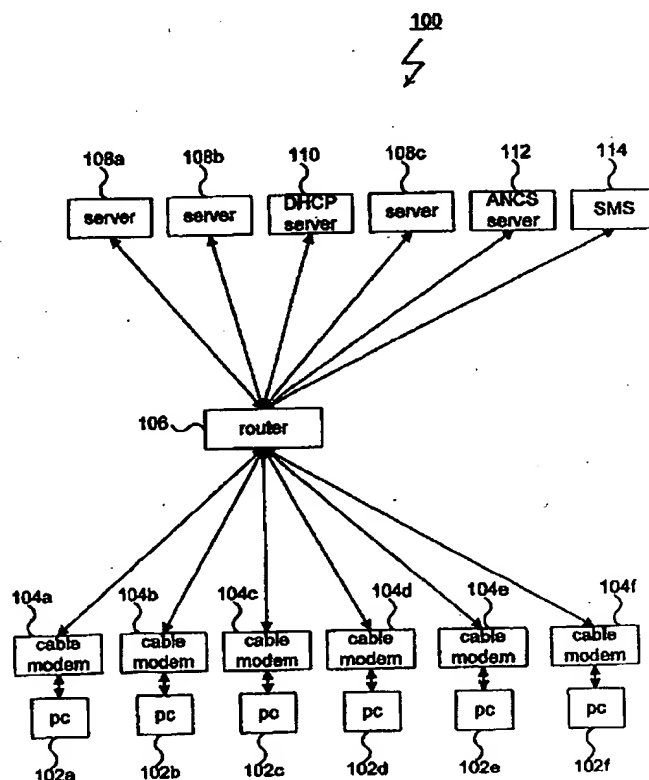 100
108a 108b 110 108c 112 114
server server DHCP server server ANCS server SMS
106 router
104a 104b 104c 104d 104e 104f
cable modem cable modem cable modem cable modem cable modem cable modem
pc pc pc pc pc pc
102a 102b 102c 102d 102e 102f